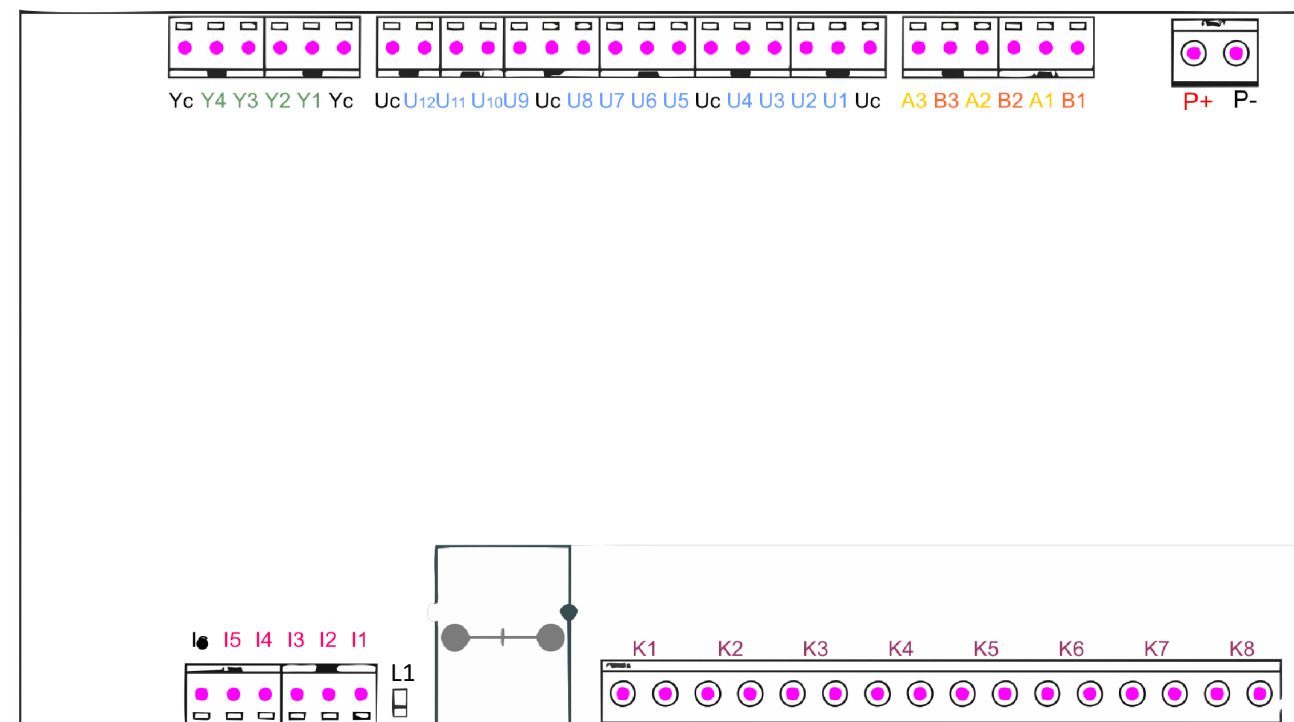 Yc Y4 Y3 Y2 Y1 Yc Uc U12 U11 U10 U9 Uc U8 U7 U6 U5 Uc U4 U3 U2 U1 Uc A3 B3 A2 B2 A1 B1 P+ P-
I5 I4 I3 I2 I1 K1 K2 K3 K4 K5 K6 K7 K8
L1